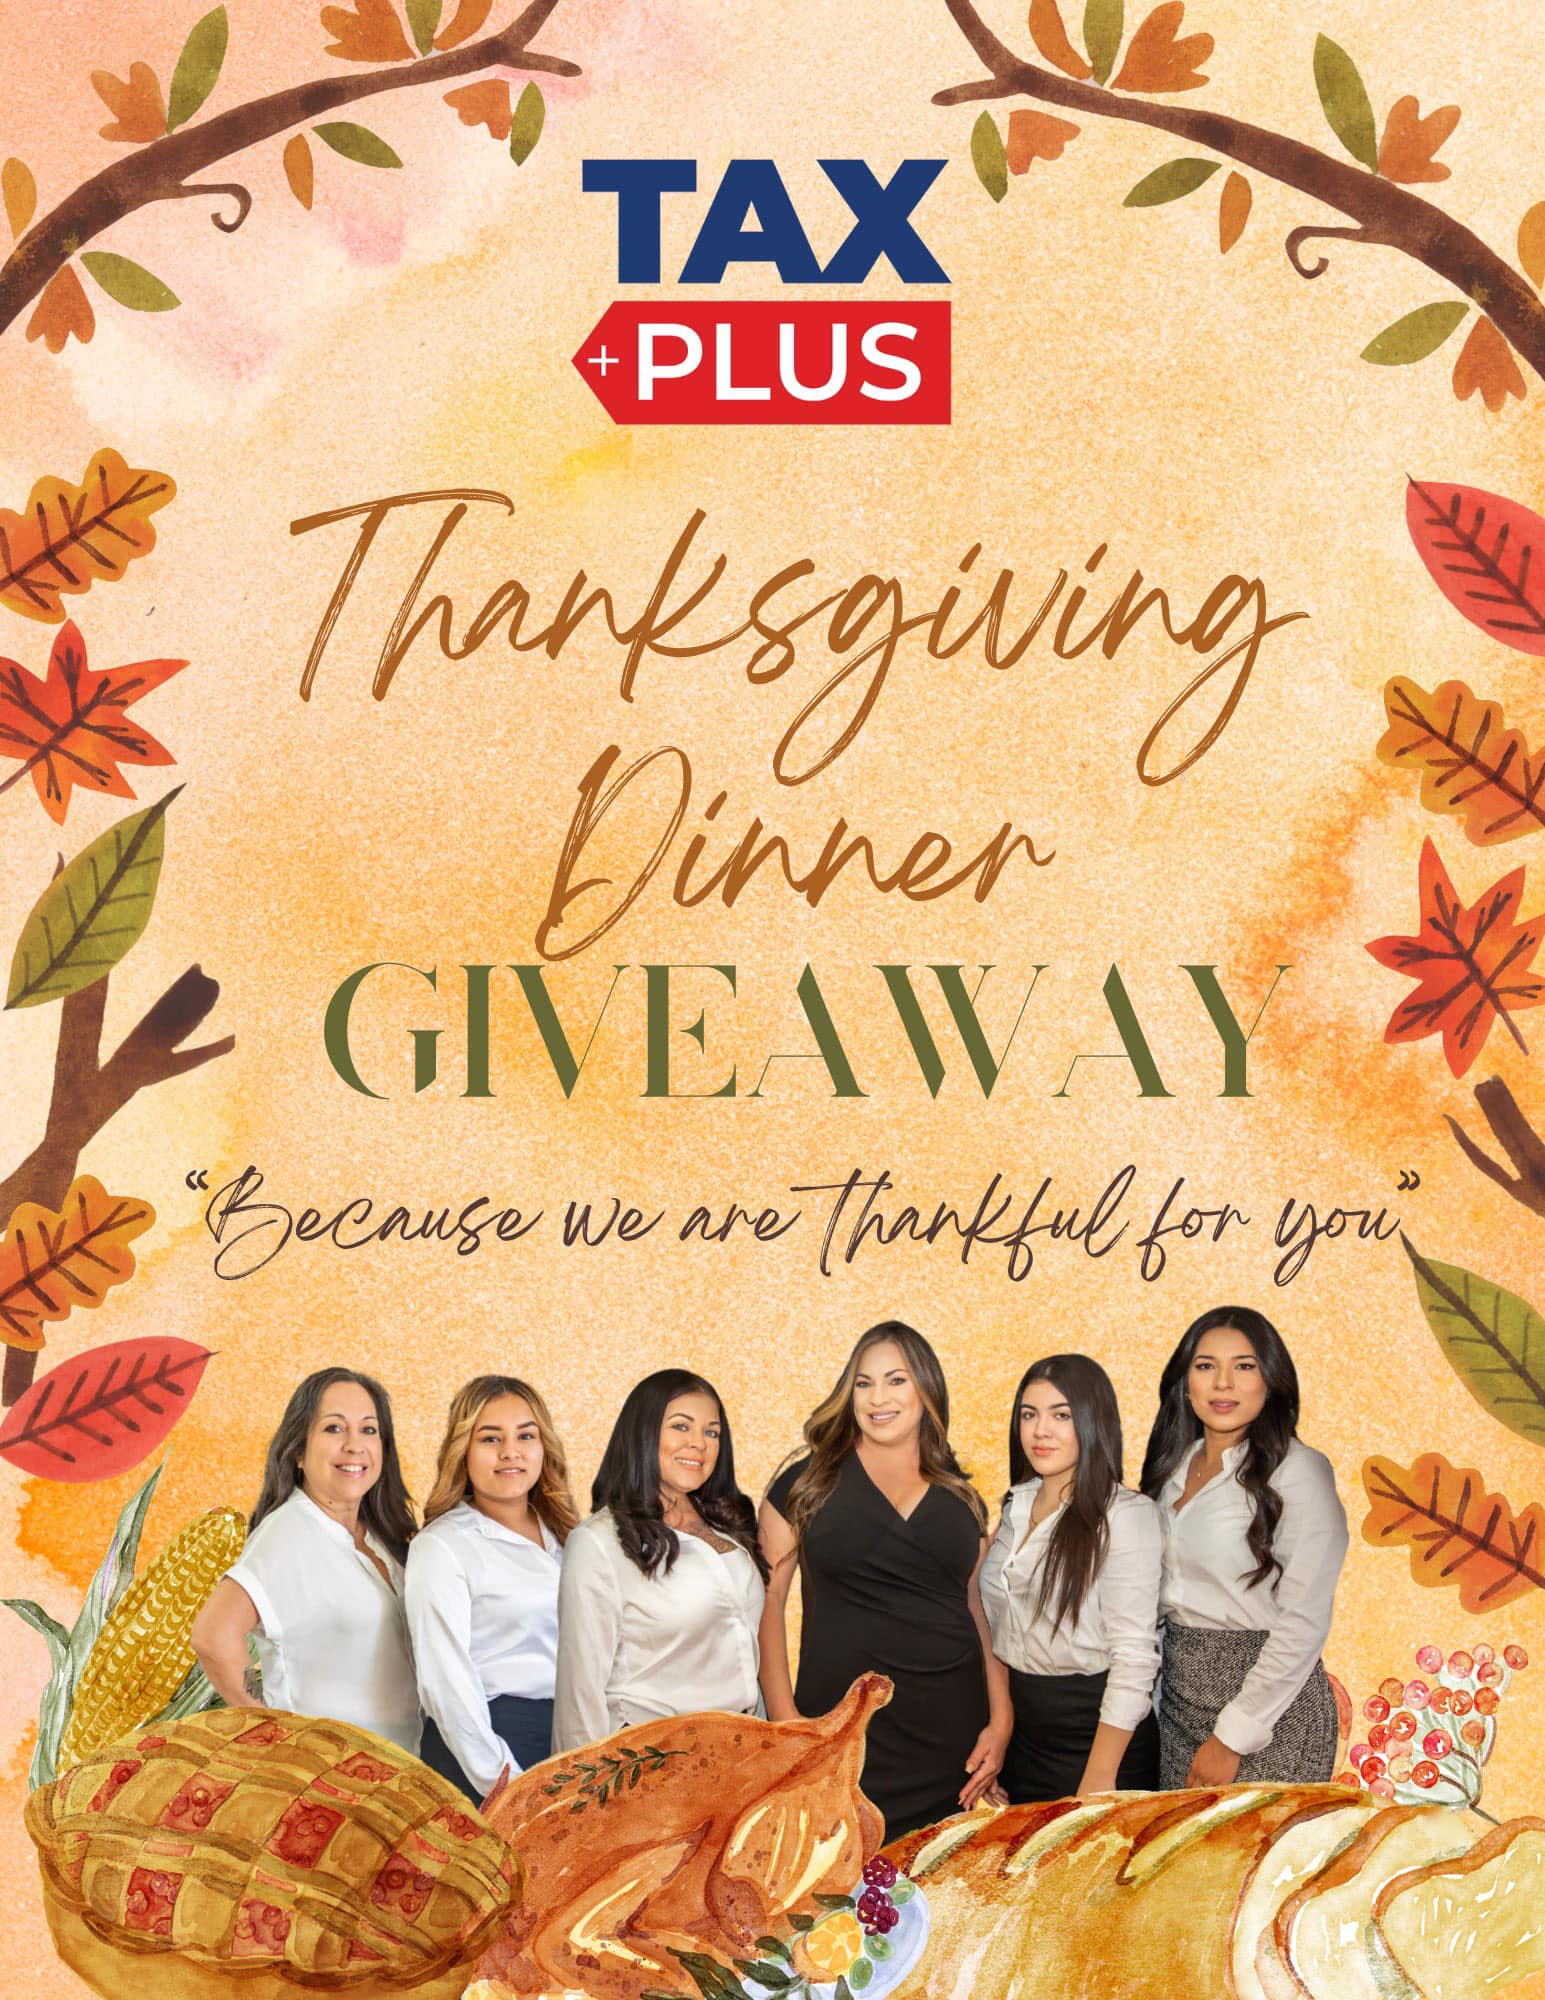 TAX
+PLUS
Thanksgiving
Dinner
GIVEAWAY
“Because we are thankful for you”